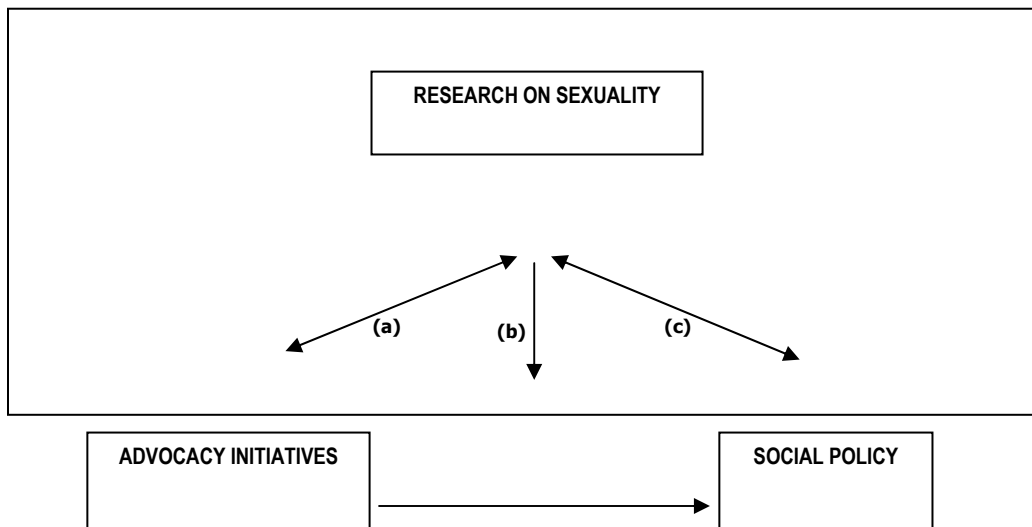 RESEARCH ON SEXUALITY
(a)
(b)
(c)
ADVOCACY INITIATIVES
SOCIAL POLICY